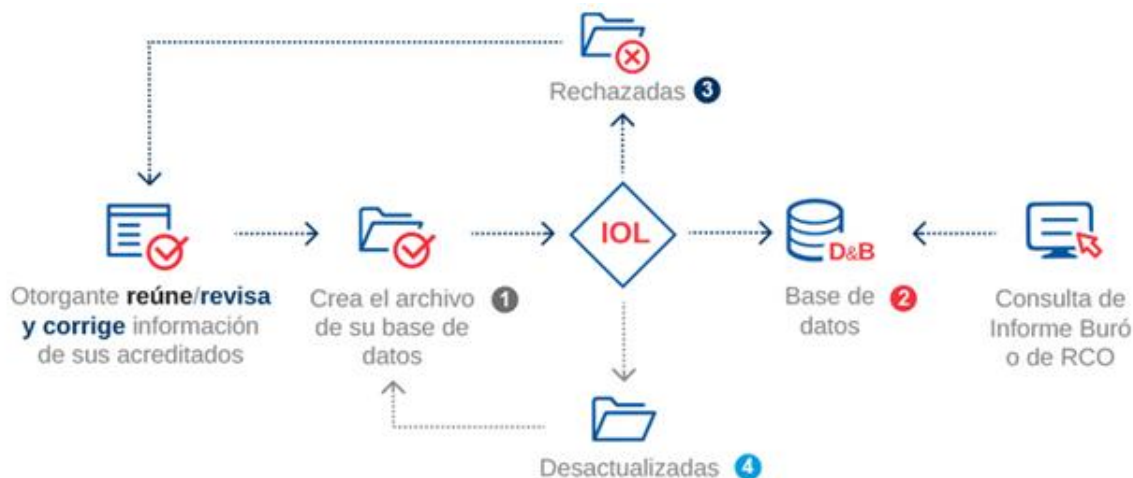 Rechazadas 3
IOL
D&B
Otorgante reúne/revisa
y corrige información
de sus acreditados
Crea el archivo 1
de su base de
datos
Base de 2
datos
Consulta de
Informe Buró
o de RCO
Desactualizadas 4